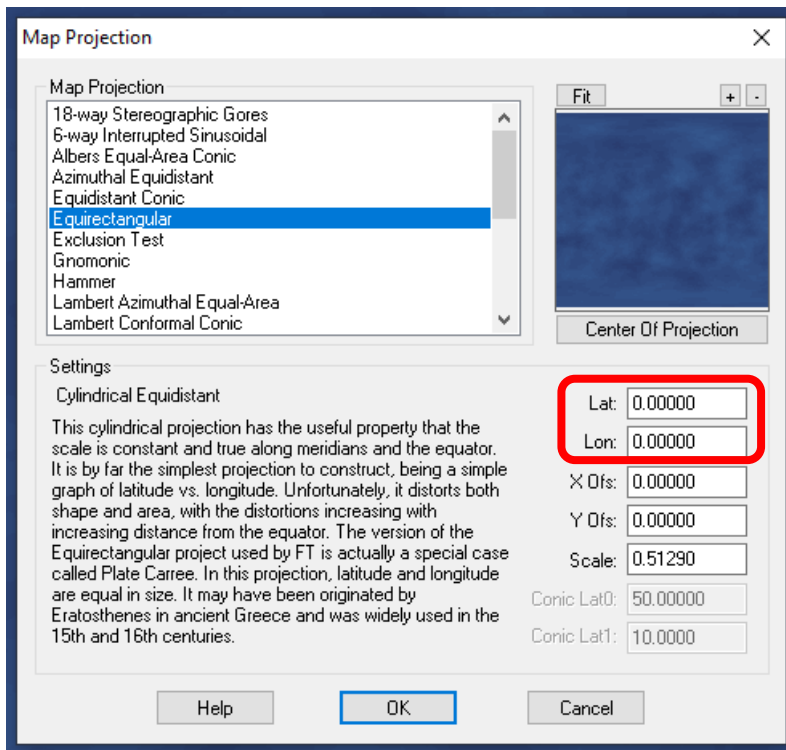 Map Projection
Map Projection
18-way Stereographic Gores
6-way Interrupted Sinusoidal
Albers Equal-Area Conic
Azimuthal Equidistant
Equidistant Conic
Equirectangular
Exclusion Test
Gnomonic
Hammer
Lambert Azimuthal Equal-Area
Lambert Conformal Conic
Fit
+ -
Center Of Projection
Settings
Cylindrical Equidistant
This cylindrical projection has the useful property that the
scale is constant and true along meridians and the equator.
It is by far the simplest projection to construct, being a simple
graph of latitude vs. longitude. Unfortunately, it distorts both
shape and area, with the distortions increasing with
increasing distance from the equator. The version of the
Equirectangular project used by FT is actually a special case
called Plate Carree. In this projection, latitude and longitude
are equal in size. It may have been originated by
Eratosthenes in ancient Greece and was widely used in the
15th and 16th centuries.
Lat: 0.00000
Lon: 0.00000
X Ofs: 0.00000
Y Ofs: 0.00000
Scale: 0.51290
Conic Lat0: 50.00000
Conic Lat1: 10.0000
Help
OK
Cancel